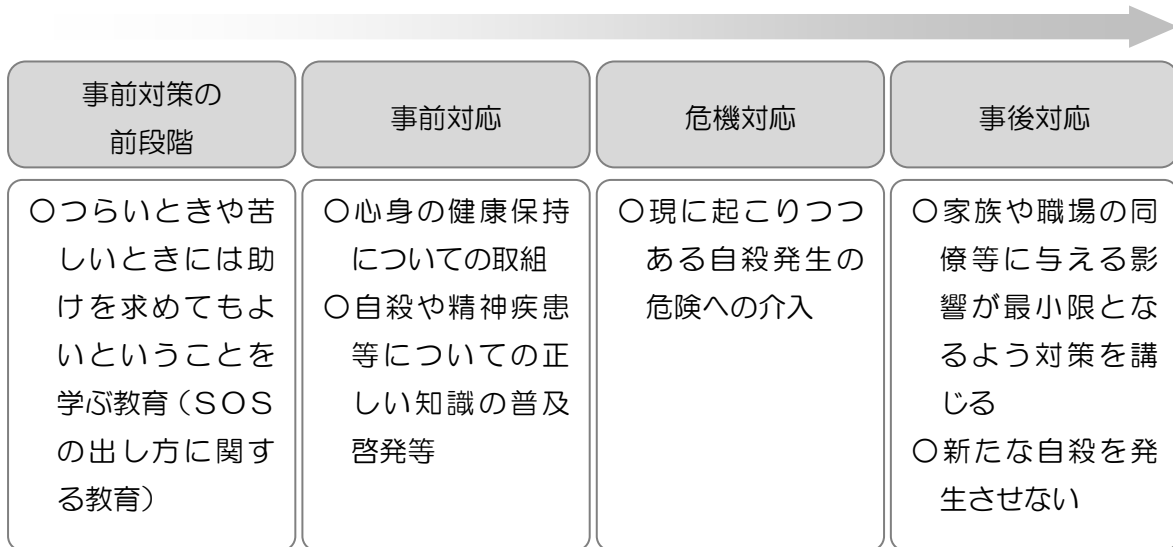 事前対策の
前段階
事前対応
危機対応
事後対応
〇つらいときや苦
しいときには助
けを求めてもよ
いということを
学ぶ教育（ＳＯＳ
の出し方に関す
る教育）
〇心身の健康保持
についての取組
〇自殺や精神疾患
等についての正
しい知識の普及
啓発等
〇現に起こりつつ
ある自殺発生の
危険への介入
〇家族や職場の同
僚等に与える影
響が最小限とな
るよう対策を講
じる
〇新たな自殺を発
生させない